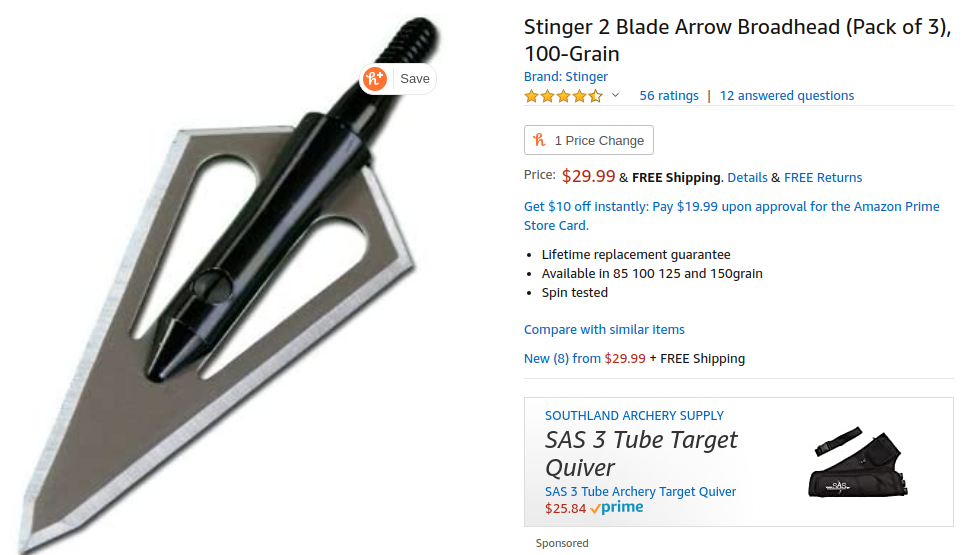 Save
Stinger 2 Blade Arrow Broadhead (Pack of 3),
100-Grain
Brand: Stinger
56 ratings | 12 answered questions
1 Price Change
Price: $29.99 & FREE Shipping. Details & FREE Returns
Get $10 off instantly: Pay $19.99 upon approval for the Amazon Prime
Store Card.
• Lifetime replacement guarantee
• Available in 85 100 125 and 150grain
• Spin tested
Compare with similar items
New (8) from $29.99 + FREE Shipping
SOUTHLAND ARCHERY SUPPLY
SAS 3 Tube Target
Quiver
SAS 3 Tube Archery Target Quiver
$25.84 prime
SAS
Sponsored